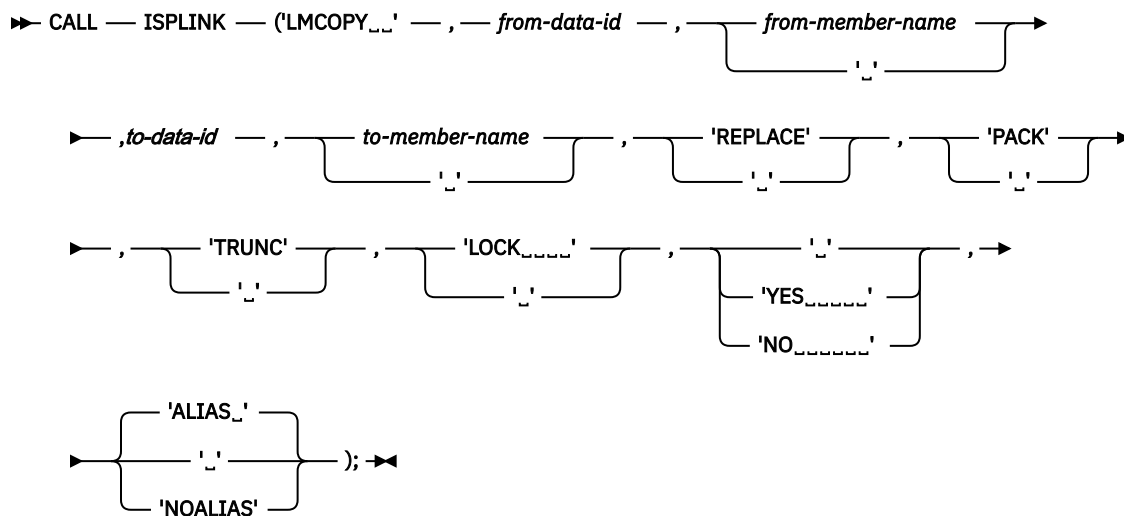 CALL ISPLINK ('LMCOPY␣␣' , from-data-id , from-member-name
'␣'
,to-data-id , to-member-name , 'REPLACE' , 'PACK'
'␣' '␣' '␣'
, 'TRUNC' , 'LOCK␣␣␣␣' , '␣' ,
'␣' '␣' 'YES␣␣␣␣␣'
'NO␣␣␣␣␣␣'
'ALIAS␣'
'␣' );
'NOALIAS'